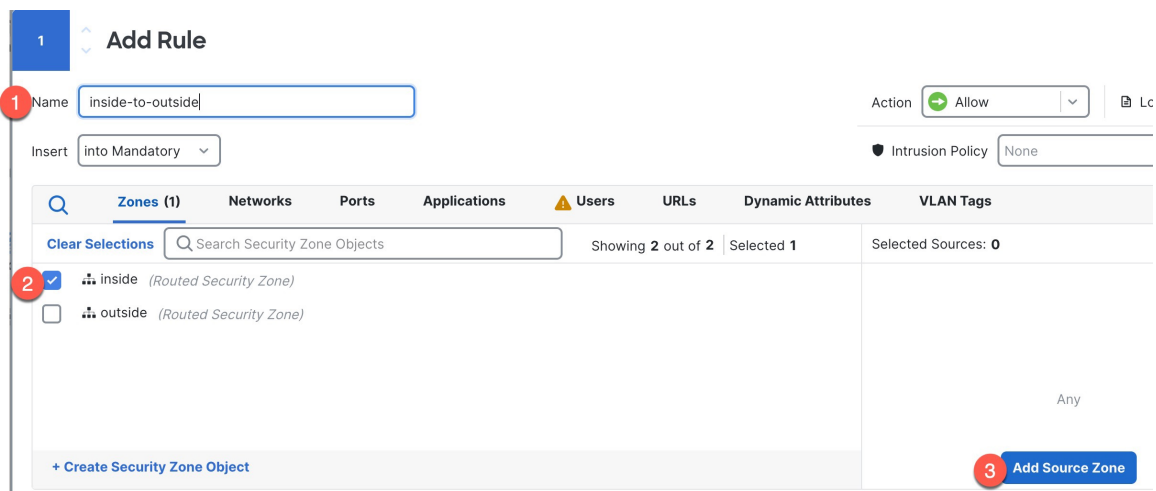 1 Add Rule
1 Name inside-to-outside Action Allow Lo
Insert into Mandatory Intrusion Policy None
Zones (1) Networks Ports Applications Users URLs Dynamic Attributes VLAN Tags
Clear Selections Search Security Zone Objects Showing 2 out of 2 Selected 1 Selected Sources: 0
2 inside (Routed Security Zone)
outside (Routed Security Zone)
Any
+ Create Security Zone Object 3 Add Source Zone